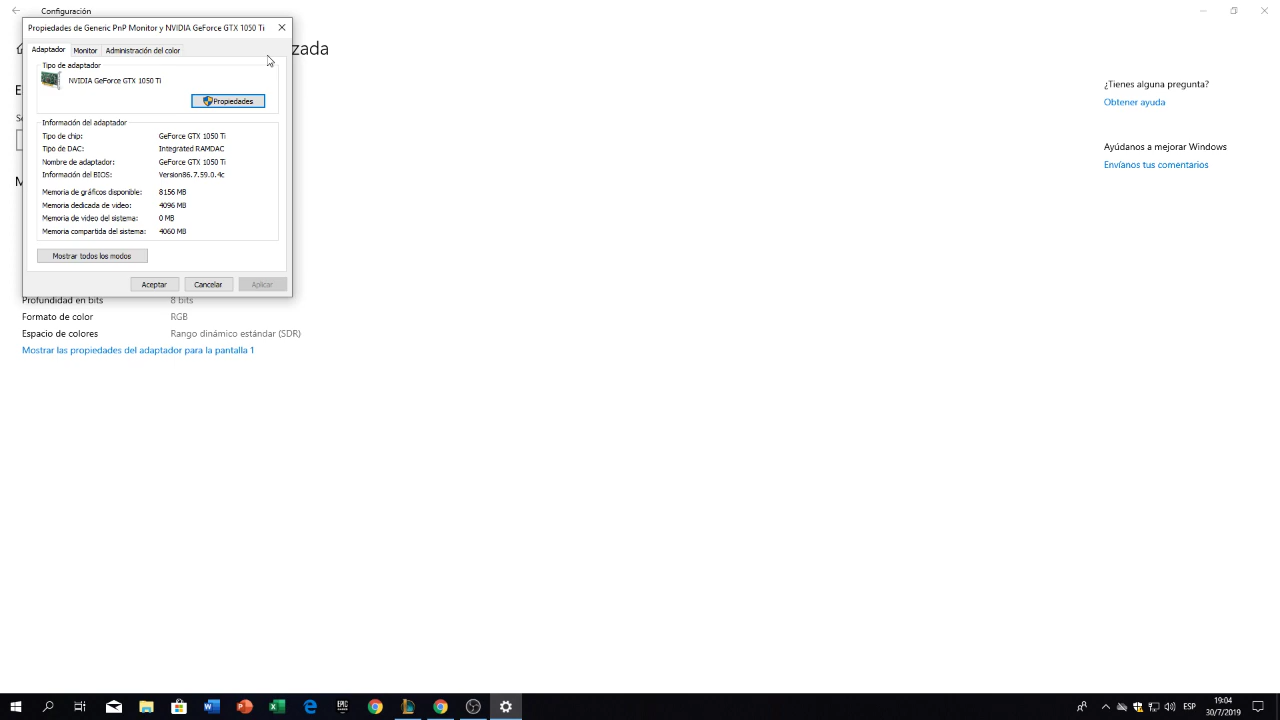 Configuración
Propiedades de Generic PnP Monitor y NVIDIA GeForce GTX 1050 Ti
zada
Adaptador Monitor Administración del color
Tipo de adaptador
NVIDIA GeForce GTX 1050 Ti
Propiedades
Información del adaptador
Tipo de chip: GeForce GTX 1050 Ti
Tipo de DAC: Integrated RAMDAC
Nombre de adaptador: GeForce GTX 1050 Ti
Información del BIOS: Version86.7.59.0.4c
Memoria de gráficos disponible: 8156 MB
Memoria dedicada de video: 4096 MB
Memoria de video del sistema: 0 MB
Memoria compartida del sistema: 4060 MB
Mostrar todos los modos
Aceptar Cancelar Aplicar
Profundidad en bits 8 bits
Formato de color RGB
Espacio de colores Rango dinámico estándar (SDR)
Mostrar las propiedades del adaptador para la pantalla 1
¿Tienes alguna pregunta?
Obtener ayuda
Ayúdanos a mejorar Windows
Envíanos tus comentarios
EPIC
ESP
19:04
30/7/2019